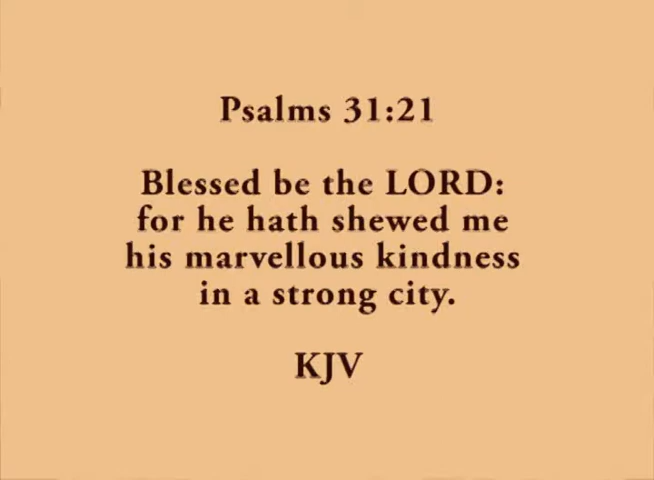 Psalms 31:21
Blessed be the LORD:
for he hath shewed me
his marvellous kindness
in a strong city.
KJV